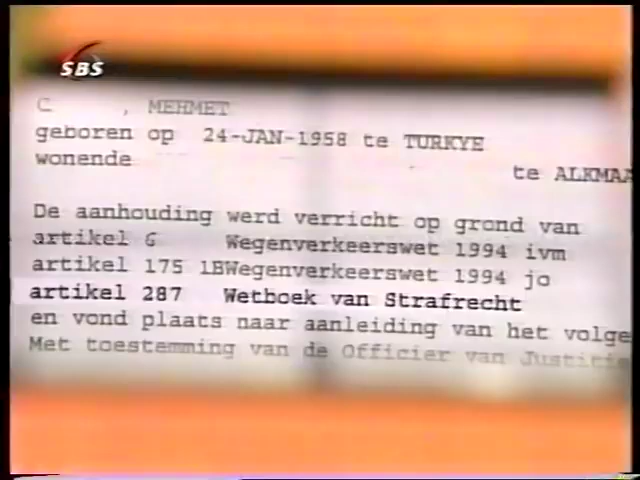 SBS
C , MEHMET
geboren op 24-JAN-1958 te TURKYE
wonende te ALKMAA
De aanhouding werd verricht op grond van
artikel 6 Wegenverkeerswet 1994 ivm
artikel 175 1BWegenverkeerswet 1994 jo
artikel 287 Wetboek van Strafrecht
en vond plaats naar aanleiding van het volge
Met toestemming van de Officier van Justitie